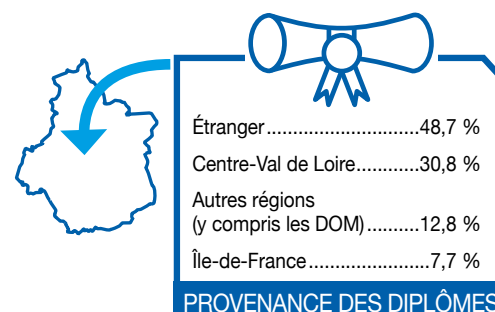 Étranger............................48,7 %
Centre-Val de Loire............30,8 %
Autres régions
(y compris les DOM)..........12,8 %
Île-de-France......................7,7 %
PROVENANCE DES DIPLÔMES